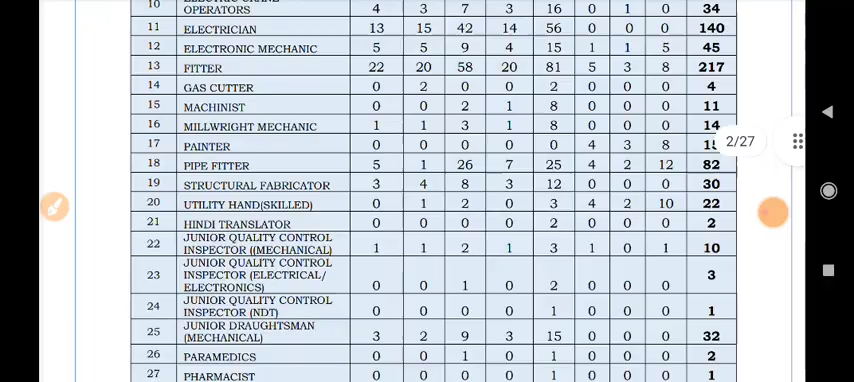 10 OPERATORS 4 3 7 3 16 0 1 0 34
11 ELECTRICIAN 13 15 42 14 56 0 0 0 140
12 ELECTRONIC MECHANIC 5 5 9 4 15 1 1 5 45
13 FITTER 22 20 58 20 81 5 3 8 217
14 GAS CUTTER 0 2 0 0 2 0 0 0 4
15 MACHINIST 0 0 2 1 8 0 0 0 11
16 MILLWRIGHT MECHANIC 1 1 3 1 8 0 0 0 14
17 PAINTER 0 0 0 0 0 4 3 8 15
2/27
18 PIPE FITTER 5 1 26 7 25 4 2 12 82
19 STRUCTURAL FABRICATOR 3 4 8 3 12 0 0 0 30
20 UTILITY HAND(SKILLED) 0 1 2 0 3 4 2 10 22
21 HINDI TRANSLATOR 0 0 0 0 2 0 0 0 2
22 JUNIOR QUALITY CONTROL
INSPECTOR ((MECHANICAL) 1 1 2 1 3 1 0 1 10
23 JUNIOR QUALITY CONTROL
INSPECTOR (ELECTRICAL/
ELECTRONICS) 0 0 1 0 2 0 0 0 3
24 JUNIOR QUALITY CONTROL
INSPECTOR (NDT) 0 0 0 0 1 0 0 0 1
25 JUNIOR DRAUGHTSMAN
(MECHANICAL) 3 2 9 3 15 0 0 0 32
26 PARAMEDICS 0 0 1 0 1 0 0 0 2
27 PHARMACIST 0 0 0 0 1 0 0 0 1